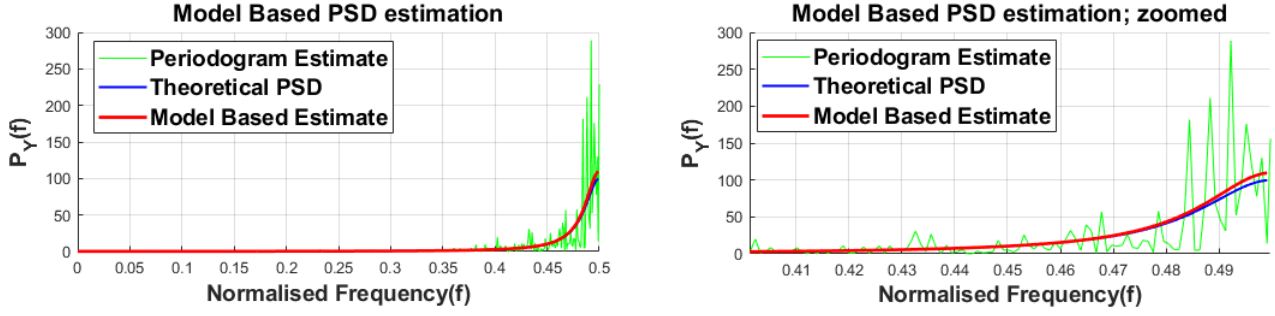 Model Based PSD estimation
300
250
200
150
100
50
0
P_Y(f)
Periodogram Estimate
Theoretical PSD
Model Based Estimate
0 0.05 0.1 0.15 0.2 0.25 0.3 0.35 0.4 0.45 0.5
Normalised Frequency(f)
Model Based PSD estimation; zoomed
300
250
200
150
100
50
0
P_Y(f)
Periodogram Estimate
Theoretical PSD
Model Based Estimate
0.41 0.42 0.43 0.44 0.45 0.46 0.47 0.48 0.49
Normalised Frequency(f)